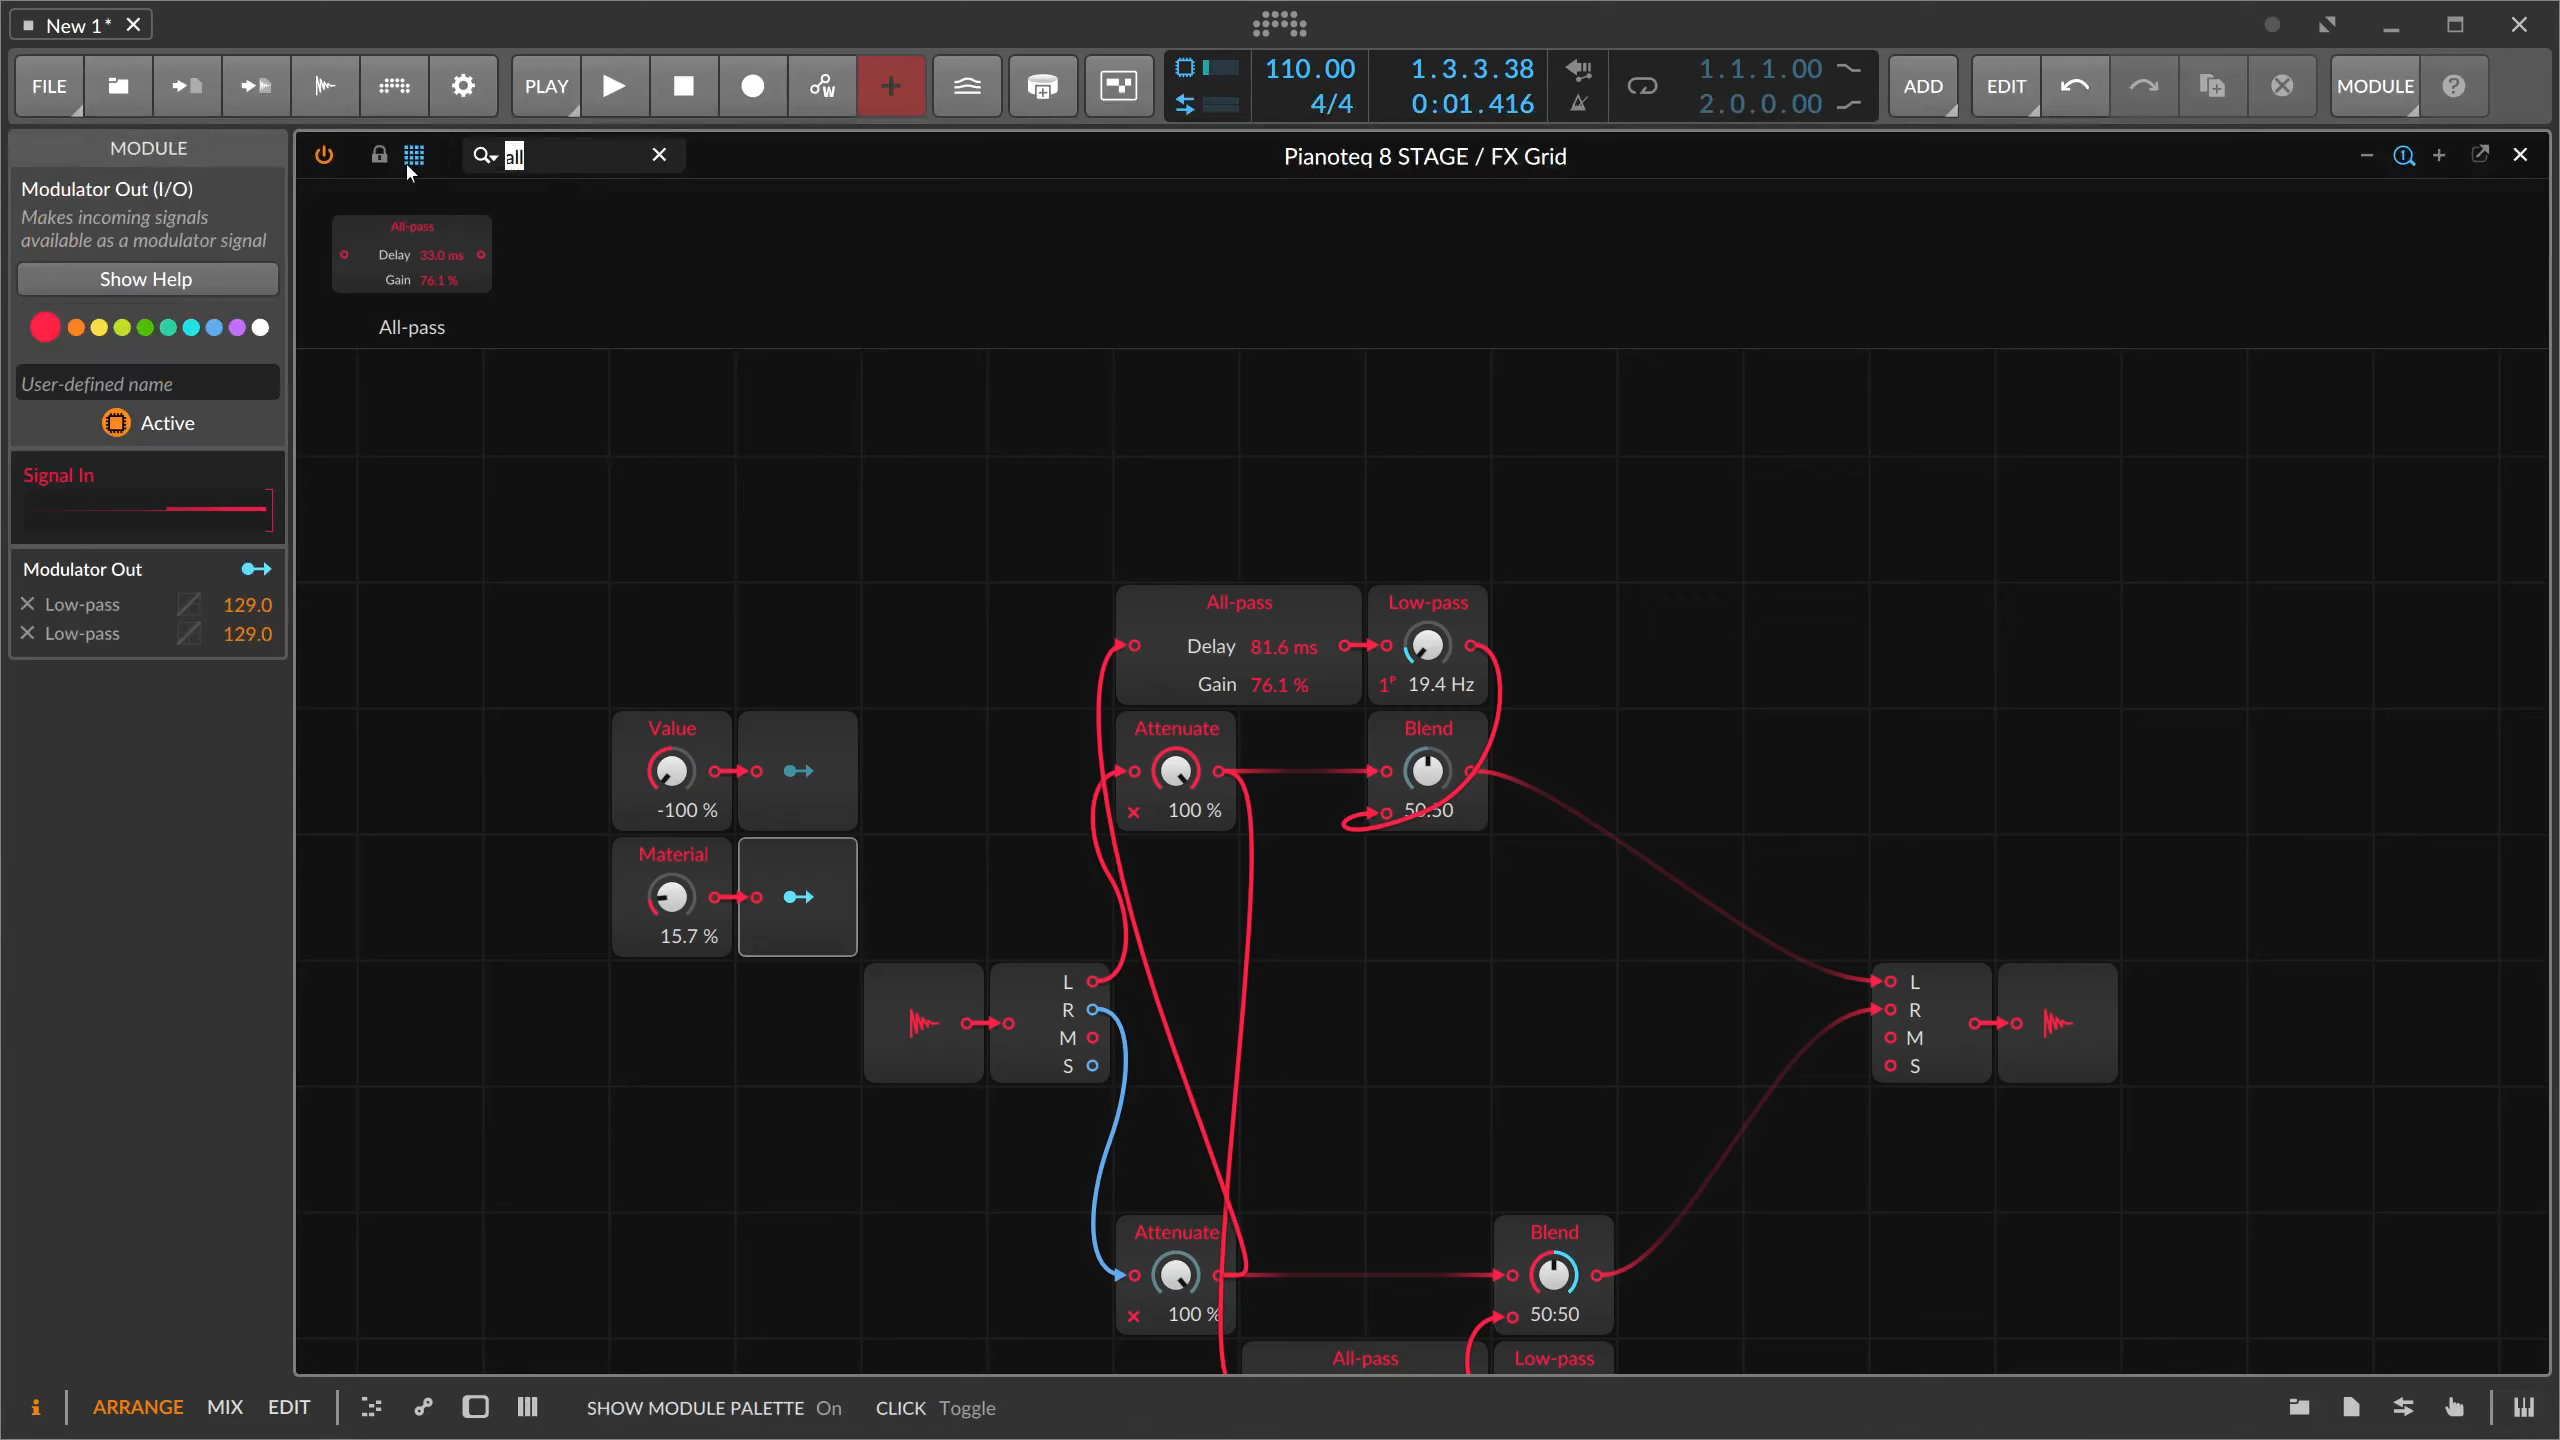 New 1*
FILE
PLAY
110.00
4/4
1.3.3.38
0:01.416
1.1.1.00
2.0.0.00
ADD
EDIT
MODULE
MODULE
Modulator Out (I/O)
Makes incoming signals
available as a modulator signal
Show Help
User-defined name
Active
Signal In
Modulator Out
Low-pass 129.0
Low-pass 129.0
all
Pianoteq 8 STAGE / FX Grid
All-pass
Delay 33.0 ms
Gain 76.1 %
All-pass
All-pass
Delay 81.6 ms
Gain 76.1 %
Low-pass
1P 19.4 Hz
Value
-100 %
Attenuate
100 %
Blend
50:50
Material
15.7 %
L
R
M
S
L
R
M
S
Attenuate
100 %
Blend
50:50
All-pass
Low-pass
i
ARRANGE MIX EDIT
SHOW MODULE PALETTE On CLICK Toggle